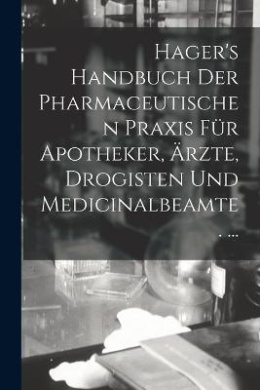 Hager's
Handbuch Der
Pharmaceutische
n Praxis Für
Apotheker, Ärzte,
Drogisten Und
Medicinalbeamte
. ...